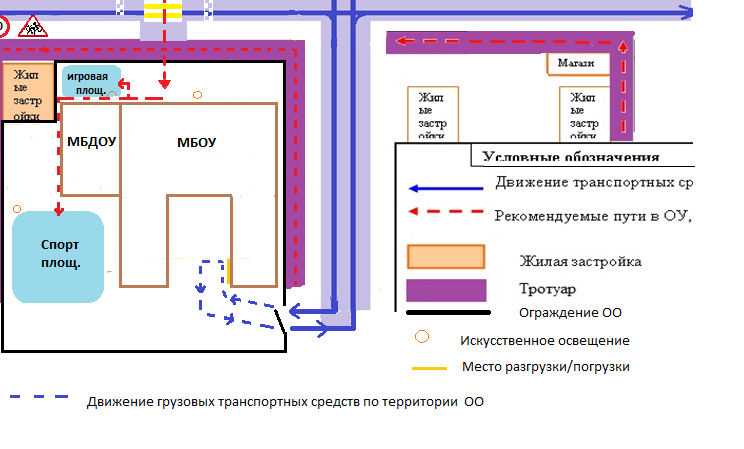 Жил
ые
застр
ойки
игровая
площ.
МБДОУ
МБОУ
Спорт
площ.
Магази
Жил
ые
застр
ойки
Жил
ые
застр
ойки
Условные обозначения
Движение транспортных ср
Рекомендуемые пути в ОУ,
Жилая застройка
Тротуар
Ограждение ОО
Искусственное освещение
Место разгрузки/погрузки
Движение грузовых транспортных средств по территории ОО